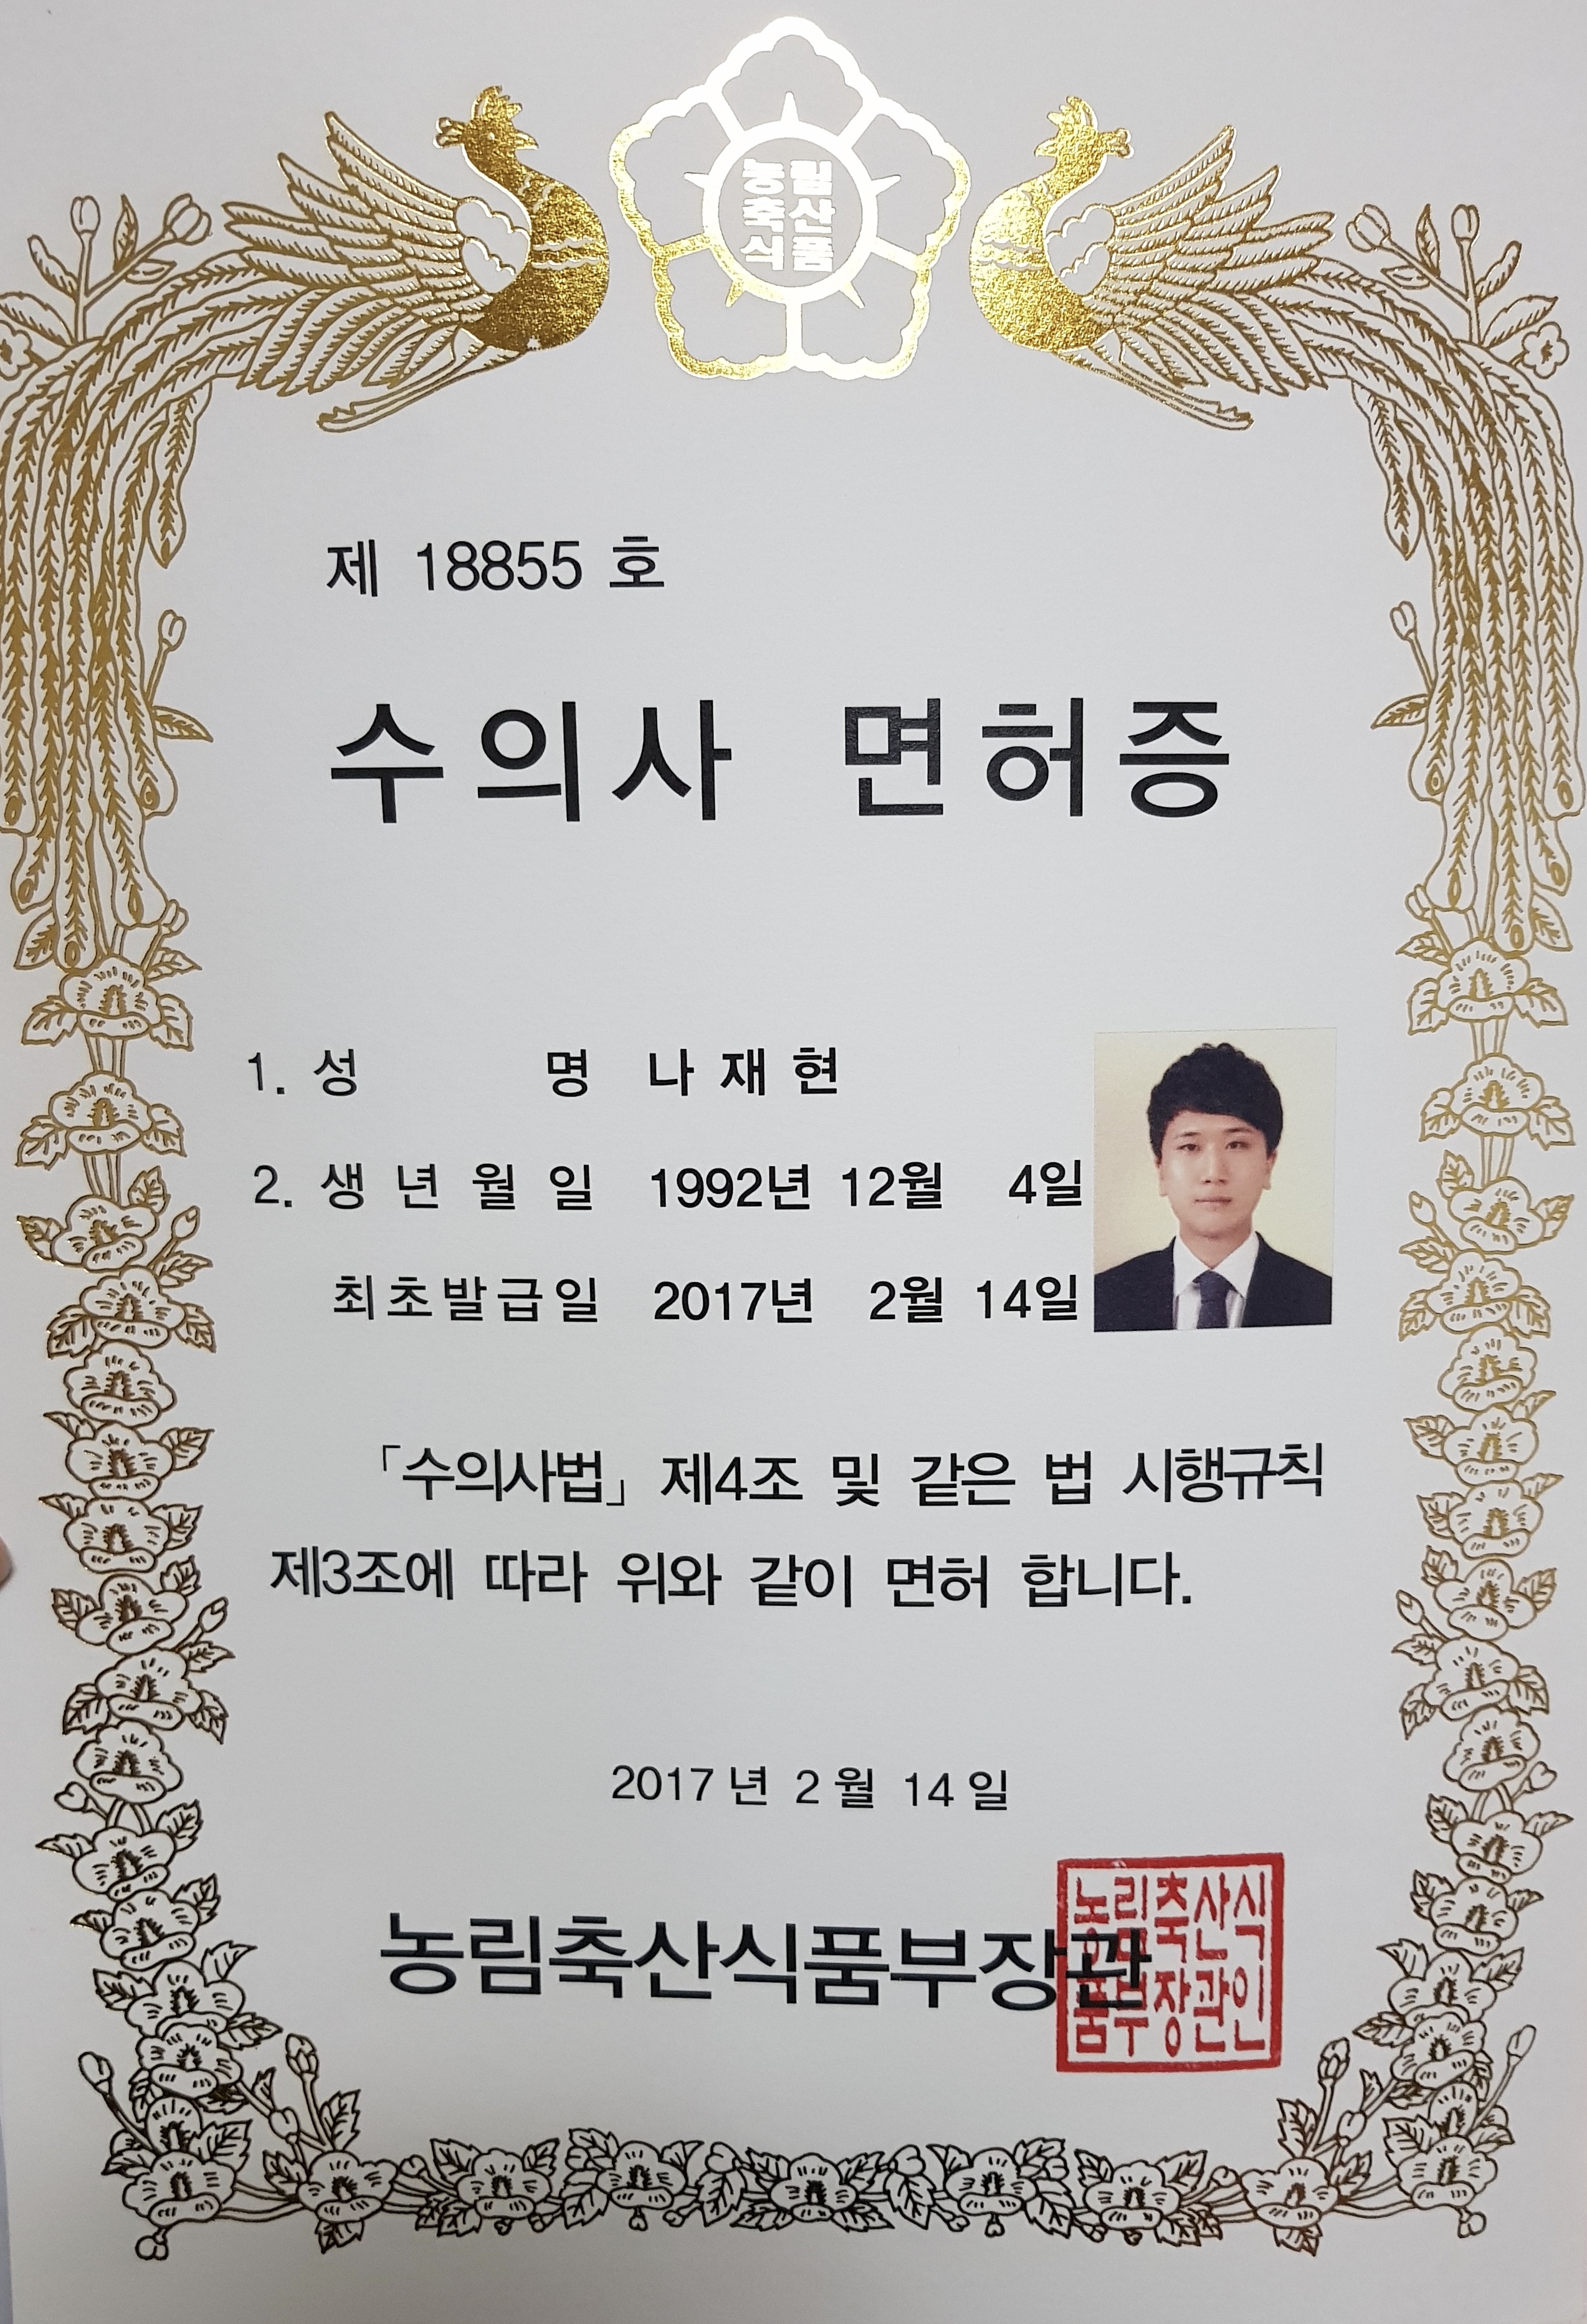 농림
축산
식품
제 18855 호
수의사 면허증
1. 성 명 나 재 현
2. 생 년 월 일 1992년 12월 4일
최초발급일 2017년 2월 14일
「수의사법」 제4조 및 같은 법 시행규칙
제3조에 따라 위와 같이 면허 합니다.
2017 년 2 월 14 일
농림축산식품부장관
농림축산식
품부장관인